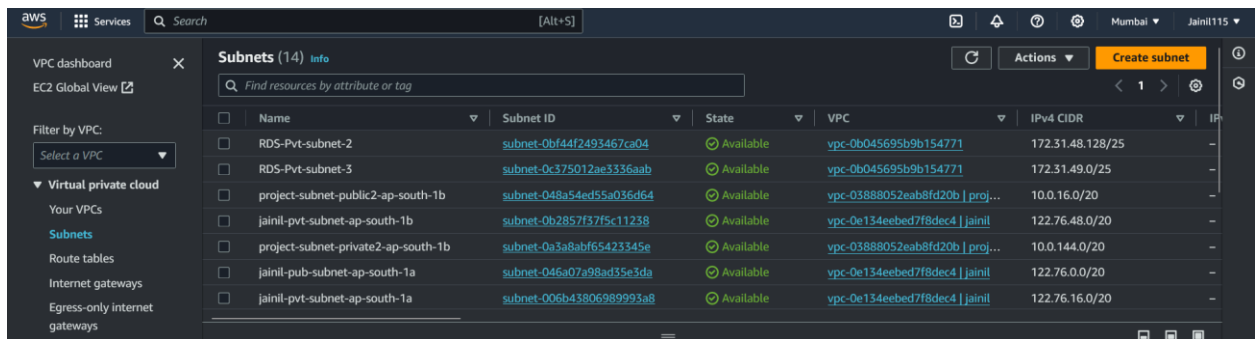 aws Services Search [Alt+S] Mumbai Jainil115
VPC dashboard
EC2 Global View
Filter by VPC:
Select a VPC
Virtual private cloud
Your VPCs
Subnets
Route tables
Internet gateways
Egress-only internet
gateways
Subnets (14) Info Actions Create subnet
Find resources by attribute or tag 1
Name Subnet ID State VPC IPv4 CIDR IPv
RDS-Pvt-subnet-2 subnet-0bf44f2493467ca04 Available vpc-0b045695b9b154771 172.31.48.128/25 –
RDS-Pvt-subnet-3 subnet-0c375012ae3336aab Available vpc-0b045695b9b154771 172.31.49.0/25 –
project-subnet-public2-ap-south-1b subnet-048a54ed55a036d64 Available vpc-03888052eab8fd20b | proj... 10.0.16.0/20 –
jainil-pvt-subnet-ap-south-1b subnet-0b2857f37f5c11238 Available vpc-0e134eebed7f8dec4 | jainil 122.76.48.0/20 –
project-subnet-private2-ap-south-1b subnet-0a3a8abf65423345e Available vpc-03888052eab8fd20b | proj... 10.0.144.0/20 –
jainil-pub-subnet-ap-south-1a subnet-046a07a98ad35e3da Available vpc-0e134eebed7f8dec4 | jainil 122.76.0.0/20 –
jainil-pvt-subnet-ap-south-1a subnet-006b43806989993a8 Available vpc-0e134eebed7f8dec4 | jainil 122.76.16.0/20 –